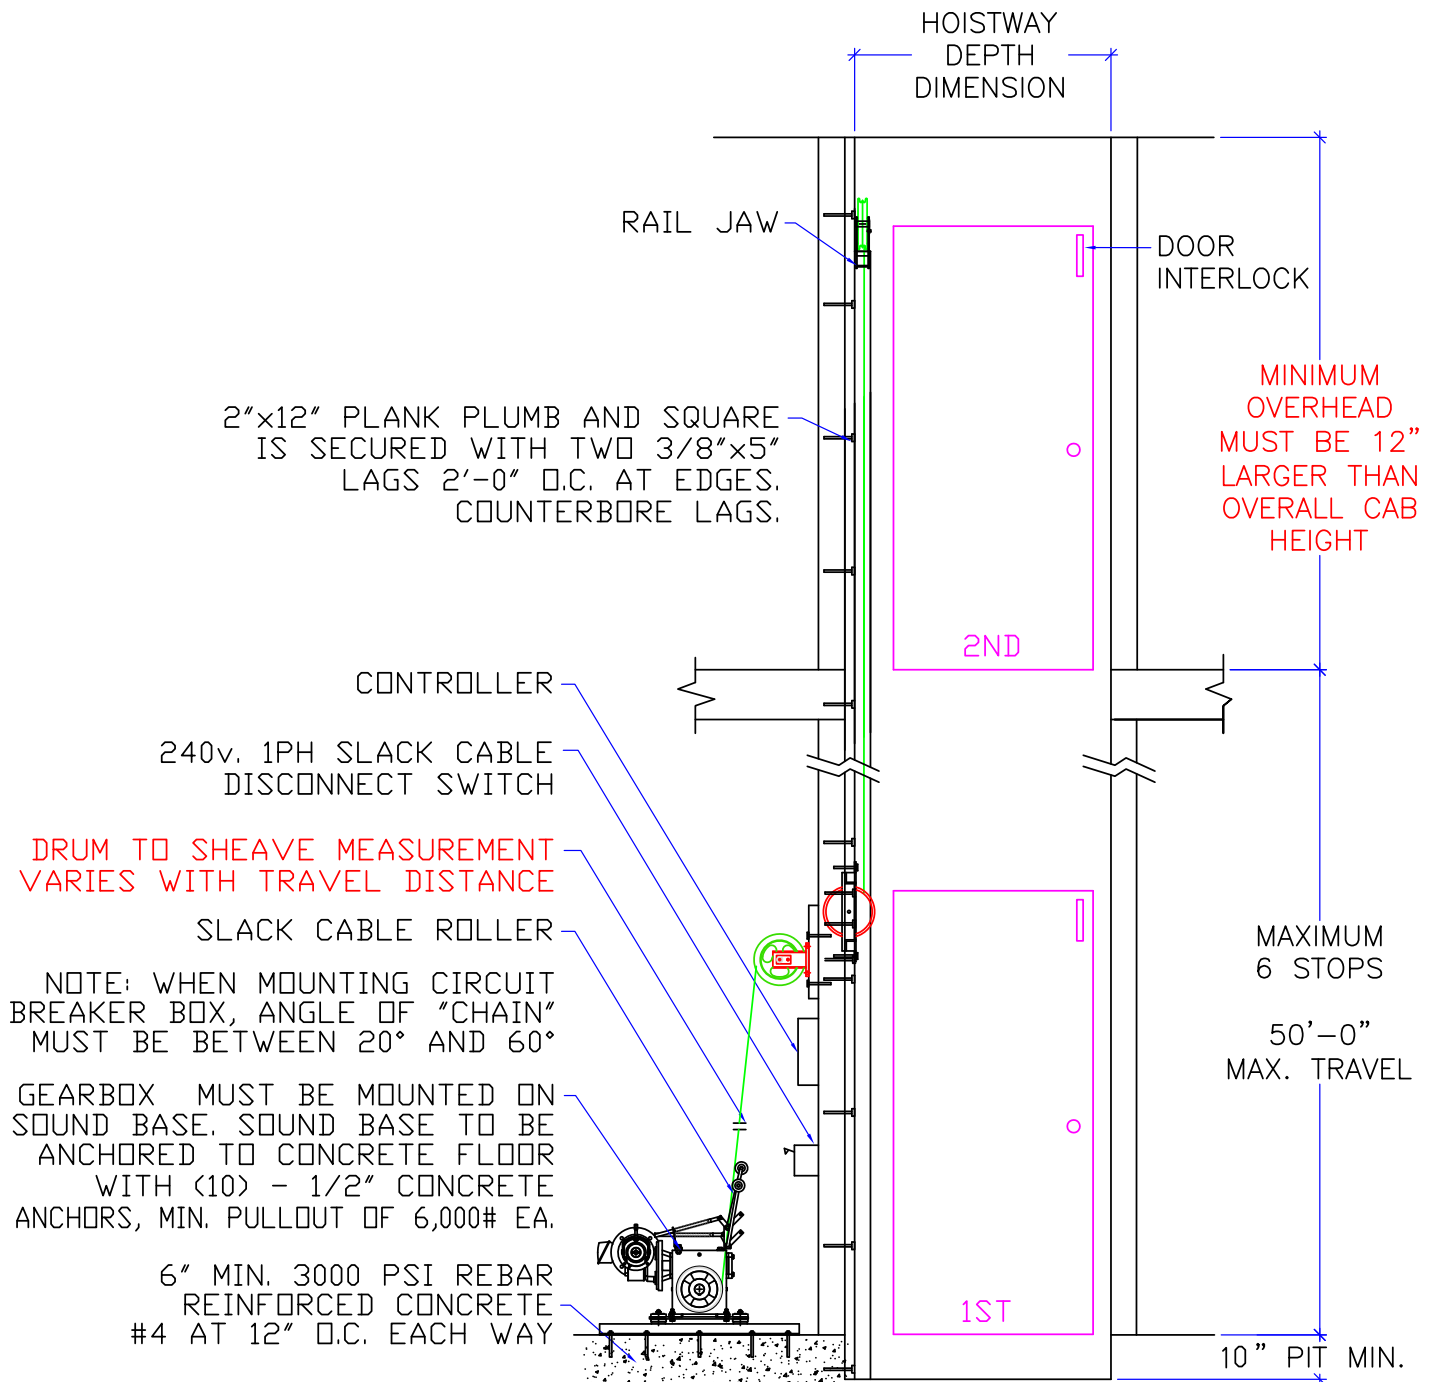 HOISTWAY
DEPTH
DIMENSION
RAIL JAW
DOOR
INTERLOCK
MINIMUM
OVERHEAD
MUST BE 12"
LARGER THAN
OVERALL CAB
HEIGHT
2"x12" PLANK PLUMB AND SQUARE
IS SECURED WITH TWO 3/8"x5"
LAGS 2'-0" O.C. AT EDGES.
COUNTERBORE LAGS.
2ND
CONTROLLER
240v. 1PH SLACK CABLE
DISCONNECT SWITCH
DRUM TO SHEAVE MEASUREMENT
VARIES WITH TRAVEL DISTANCE
SLACK CABLE ROLLER
NOTE: WHEN MOUNTING CIRCUIT
BREAKER BOX, ANGLE OF "CHAIN"
MUST BE BETWEEN 20° AND 60°
MAXIMUM
6 STOPS
50'-0"
MAX. TRAVEL
GEARBOX MUST BE MOUNTED ON
SOUND BASE. SOUND BASE TO BE
ANCHORED TO CONCRETE FLOOR
WITH (10) - 1/2" CONCRETE
ANCHORS, MIN. PULLOUT OF 6,000# EA.
6" MIN. 3000 PSI REBAR
REINFORCED CONCRETE
#4 AT 12" O.C. EACH WAY
1ST
10" PIT MIN.